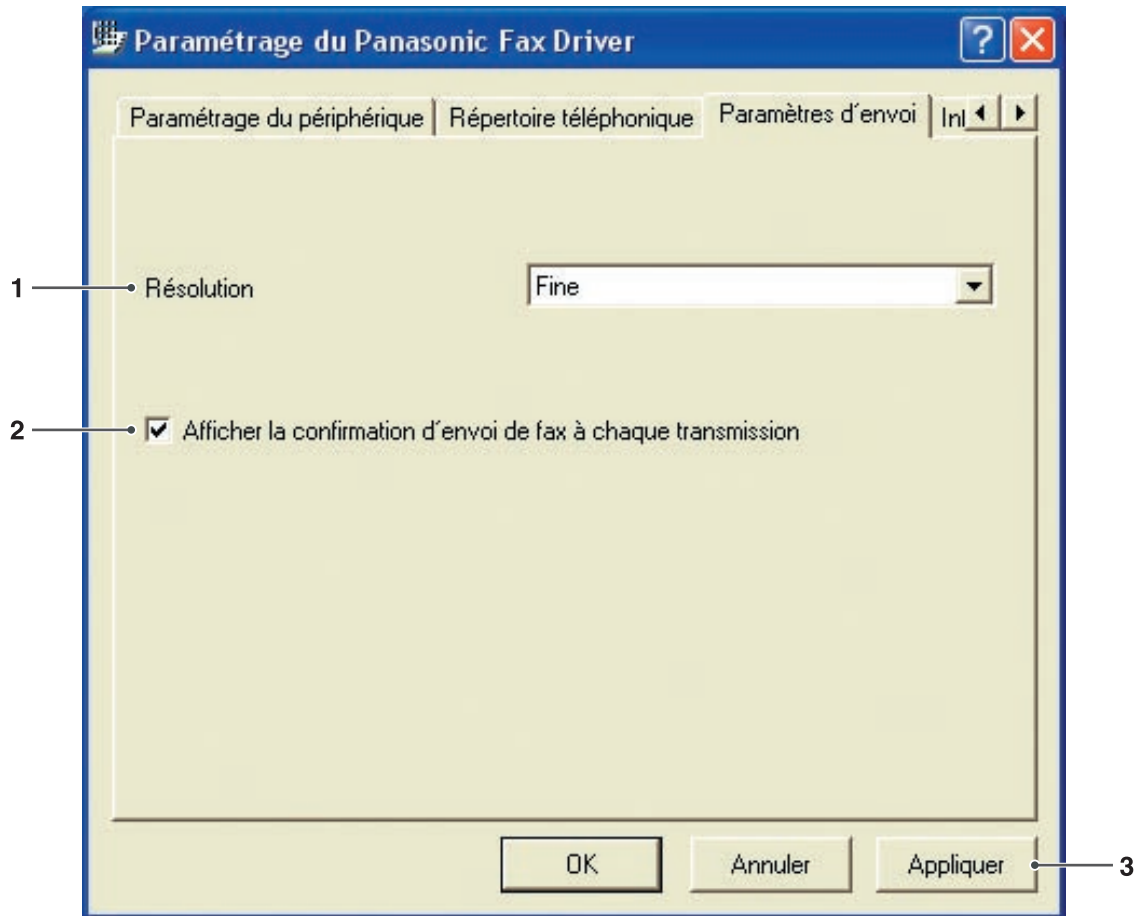 Paramétrage du Panasonic Fax Driver
Paramétrage du périphérique Répertoire téléphonique Paramètres d'envoi
1 Résolution Fine
2 Afficher la confirmation d'envoi de fax à chaque transmission
OK Annuler Appliquer 3